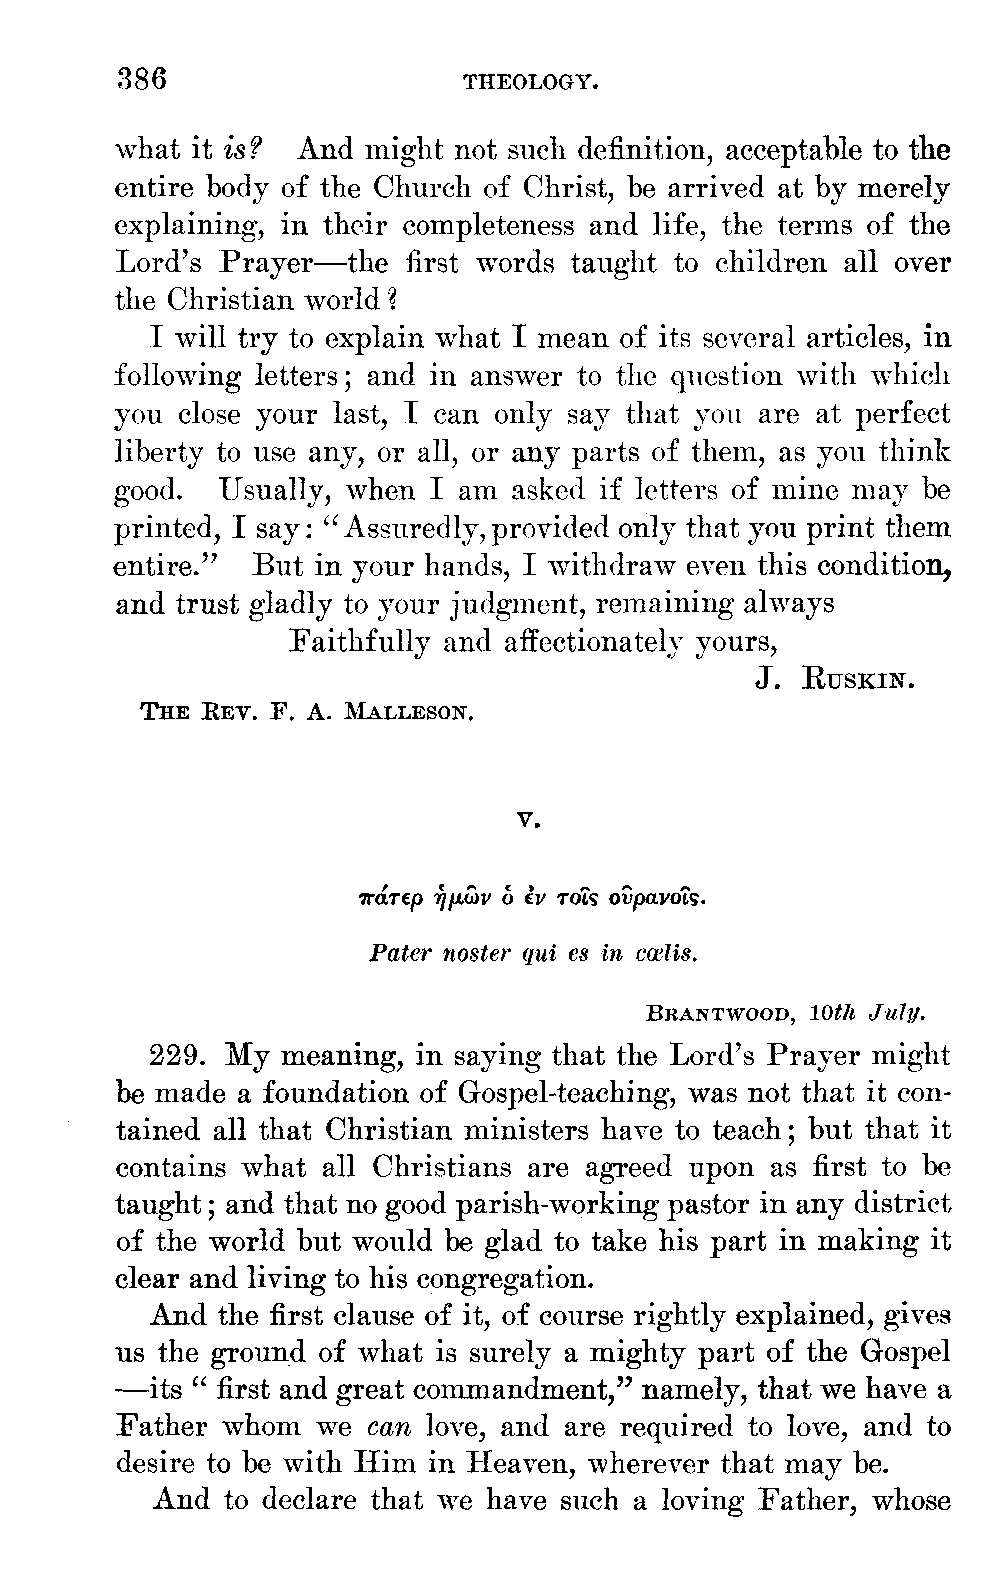 386 THEOLOGY.
what it is? And might not such definition, acceptable to the
entire body of the Church of Christ, be arrived at by merely
explaining, in their completeness and life, the terms of the
Lord's Prayer—the first words taught to children all over
the Christian world?
I will try to explain what I mean of its several articles, in
following letters; and in answer to the question with which
you close your last, I can only say that you are at perfect
liberty to use any, or all, or any parts of them, as you think
good. Usually, when I am asked if letters of mine may be
printed, I say: “Assuredly, provided only that you print them
entire.” But in your hands, I withdraw even this condition,
and trust gladly to your judgment, remaining always
Faithfully and affectionately yours,
J. RUSKIN.
THE REV. F. A. MALLESON.
V.
πάτερ ἡμῶν ὁ ἐν τοῖς οὐρανοῖς.
Pater noster qui es in cœlis.
BRANTWOOD, 10th July.
229. My meaning, in saying that the Lord's Prayer might
be made a foundation of Gospel-teaching, was not that it con-
tained all that Christian ministers have to teach; but that it
contains what all Christians are agreed upon as first to be
taught; and that no good parish-working pastor in any district
of the world but would be glad to take his part in making it
clear and living to his congregation.
And the first clause of it, of course rightly explained, gives
us the ground of what is surely a mighty part of the Gospel
—its “ first and great commandment,” namely, that we have a
Father whom we can love, and are required to love, and to
desire to be with Him in Heaven, wherever that may be.
And to declare that we have such a loving Father, whose